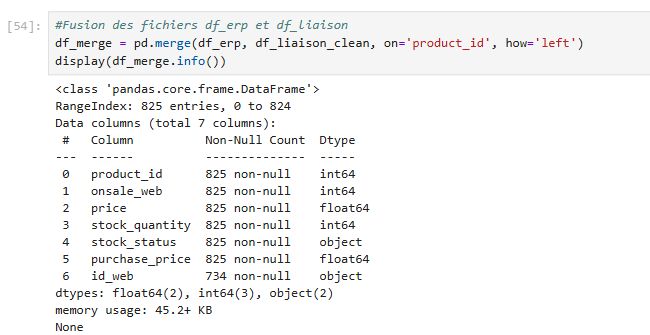 [54]: #Fusion des fichiers df_erp et df_liaison
df_merge = pd.merge(df_erp, df_liaison_clean, on='product_id', how='left')
display(df_merge.info())
<class 'pandas.core.frame.DataFrame'>
RangeIndex: 825 entries, 0 to 824
Data columns (total 7 columns):
 #   Column          Non-Null Count  Dtype
---  ------          --------------  -----
 0   product_id      825 non-null    int64
 1   onsale_web      825 non-null    int64
 2   price           825 non-null    float64
 3   stock_quantity  825 non-null    int64
 4   stock_status    825 non-null    object
 5   purchase_price  825 non-null    float64
 6   id_web          734 non-null    object
dtypes: float64(2), int64(3), object(2)
memory usage: 45.2+ KB
None